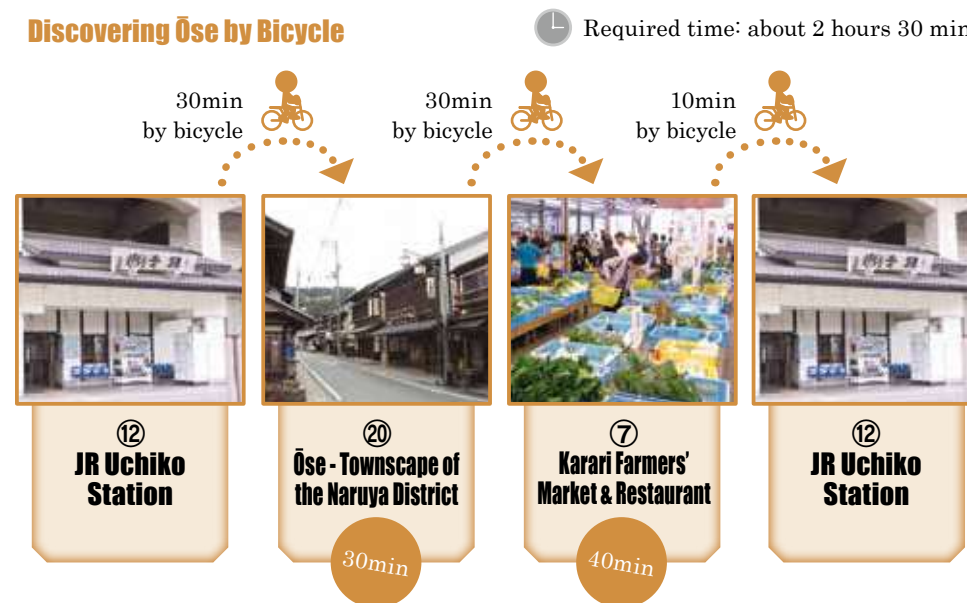 Discovering Ōse by Bicycle
Required time: about 2 hours 30 min
30min
by bicycle
30min
by bicycle
10min
by bicycle
⑫
JR Uchiko
Station
⑳
Ōse - Townscape of
the Naruya District
⑦
Karari Farmers'
Market & Restaurant
⑫
JR Uchiko
Station
30min
40min